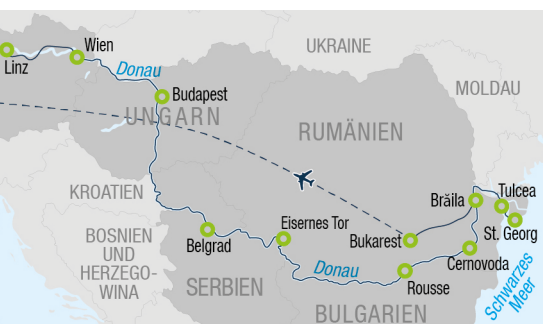 Wien
UKRAINE
Linz
Donau
MOLDAU
Budapest
UNGARN
RUMÄNIEN
KROATIEN
Brăila
Tulcea
Eisernes Tor
St. Georg
BOSNIEN
UND
HERZEGO-
WINA
Belgrad
Bukarest
Cernovoda
Donau
Rousse
SERBIEN
Schwarzes
Meer
BULGARIEN